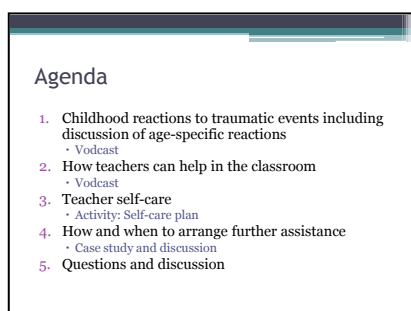 Agenda
1. Childhood reactions to traumatic events including
discussion of age-specific reactions
• Vodcast
2. How teachers can help in the classroom
• Vodcast
3. Teacher self-care
• Activity: Self-care plan
4. How and when to arrange further assistance
• Case study and discussion
5. Questions and discussion